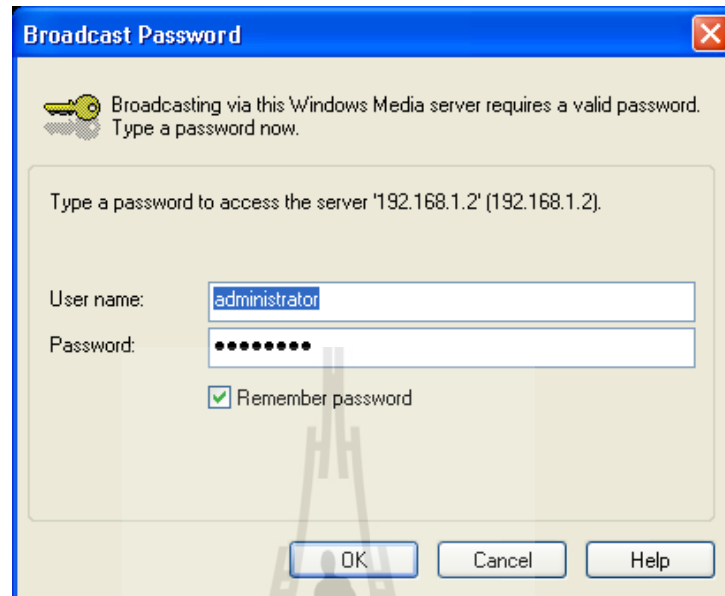 Broadcast Password
Broadcasting via this Windows Media server requires a valid password.
Type a password now.
Type a password to access the server '192.168.1.2' (192.168.1.2).
User name: administrator
Password: ●●●●●●●●
Remember password
OK Cancel Help